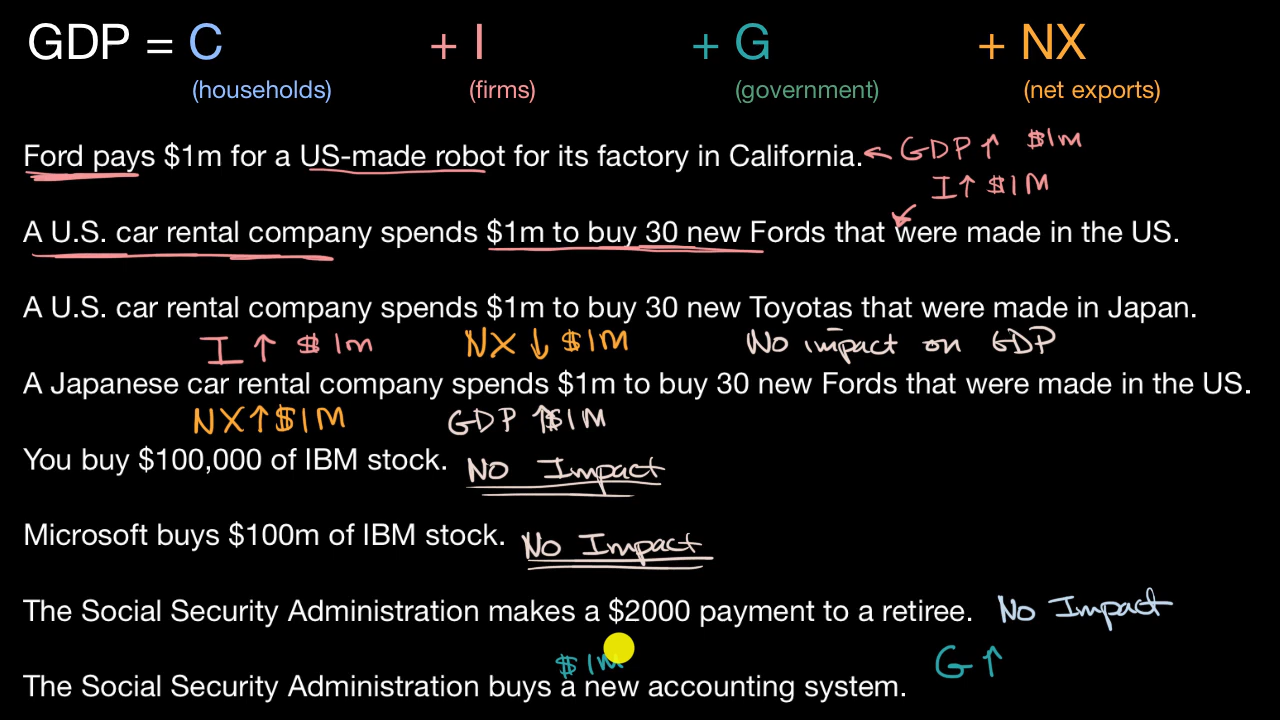 GDP = C + I + G + NX
(households) (firms) (government) (net exports)
Ford pays $1m for a US-made robot for its factory in California. ← GDP ↑ $1M
I ↑ $1M
A U.S. car rental company spends $1m to buy 30 new Fords that were made in the US.
A U.S. car rental company spends $1m to buy 30 new Toyotas that were made in Japan.
I ↑ $1m NX ↓ $1M No impact on GDP
A Japanese car rental company spends $1m to buy 30 new Fords that were made in the US.
NX ↑ $1M GDP ↑ $1M
You buy $100,000 of IBM stock. No Impact
Microsoft buys $100m of IBM stock. No Impact
The Social Security Administration makes a $2000 payment to a retiree. No Impact
$1M G ↑
The Social Security Administration buys a new accounting system.